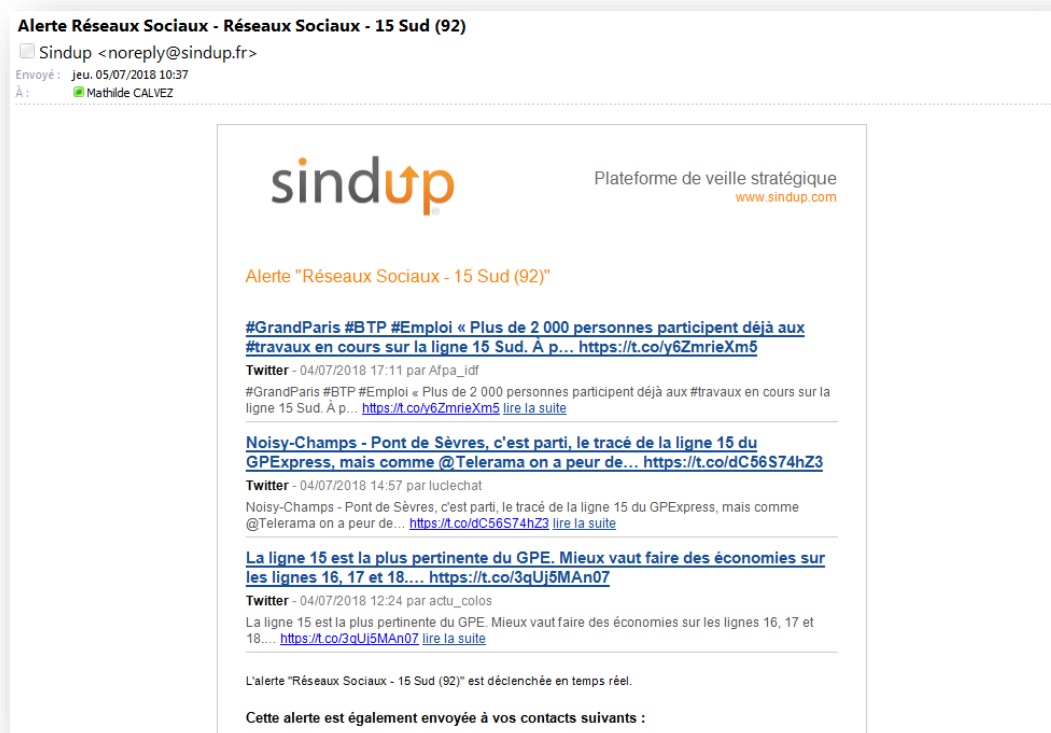 Alerte Réseaux Sociaux - Réseaux Sociaux - 15 Sud (92)
Sindup <noreply@sindup.fr>
Envoyé : jeu. 05/07/2018 10:37
À : Mathilde CALVEZ
sindup®
Plateforme de veille stratégique
www.sindup.com
Alerte "Réseaux Sociaux - 15 Sud (92)"
#GrandParis #BTP #Emploi « Plus de 2 000 personnes participent déjà aux
#travaux en cours sur la ligne 15 Sud. À p… https://t.co/y6ZmrieXm5
Twitter - 04/07/2018 17:11 par Afpa_idf
#GrandParis #BTP #Emploi « Plus de 2 000 personnes participent déjà aux #travaux en cours sur la
ligne 15 Sud. À p… https://t.co/y6ZmrieXm5 lire la suite
Noisy-Champs - Pont de Sèvres, c'est parti, le tracé de la ligne 15 du
GPExpress, mais comme @Telerama on a peur de… https://t.co/dC56S74hZ3
Twitter - 04/07/2018 14:57 par luclechat
Noisy-Champs - Pont de Sèvres, c'est parti, le tracé de la ligne 15 du GPExpress, mais comme
@Telerama on a peur de… https://t.co/dC56S74hZ3 lire la suite
La ligne 15 est la plus pertinente du GPE. Mieux vaut faire des économies sur
les lignes 16, 17 et 18.… https://t.co/3qUj5MAn07
Twitter - 04/07/2018 12:24 par actu_colos
La ligne 15 est la plus pertinente du GPE. Mieux vaut faire des économies sur les lignes 16, 17 et
18.… https://t.co/3qUj5MAn07 lire la suite
L'alerte "Réseaux Sociaux - 15 Sud (92)" est déclenchée en temps réel.
Cette alerte est également envoyée à vos contacts suivants :